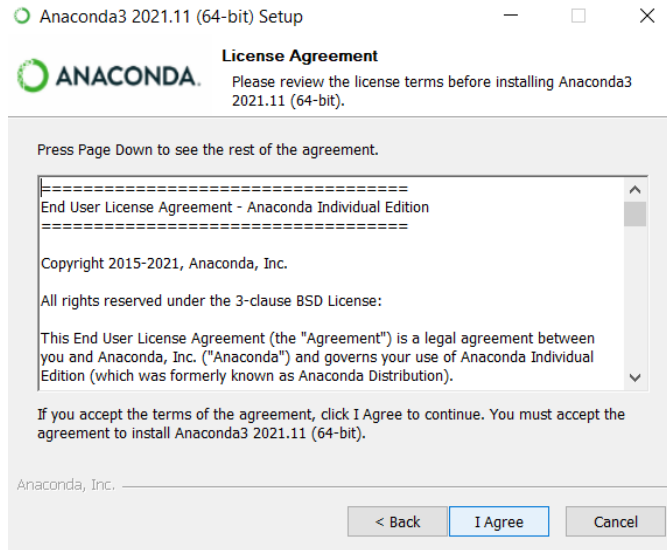 Anaconda3 2021.11 (64-bit) Setup
ANACONDA.
License Agreement
Please review the license terms before installing Anaconda3
2021.11 (64-bit).
Press Page Down to see the rest of the agreement.
===================================
End User License Agreement - Anaconda Individual Edition
===================================
Copyright 2015-2021, Anaconda, Inc.
All rights reserved under the 3-clause BSD License:
This End User License Agreement (the "Agreement") is a legal agreement between
you and Anaconda, Inc. ("Anaconda") and governs your use of Anaconda Individual
Edition (which was formerly known as Anaconda Distribution).
If you accept the terms of the agreement, click I Agree to continue. You must accept the
agreement to install Anaconda3 2021.11 (64-bit).
Anaconda, Inc.
< Back
I Agree
Cancel